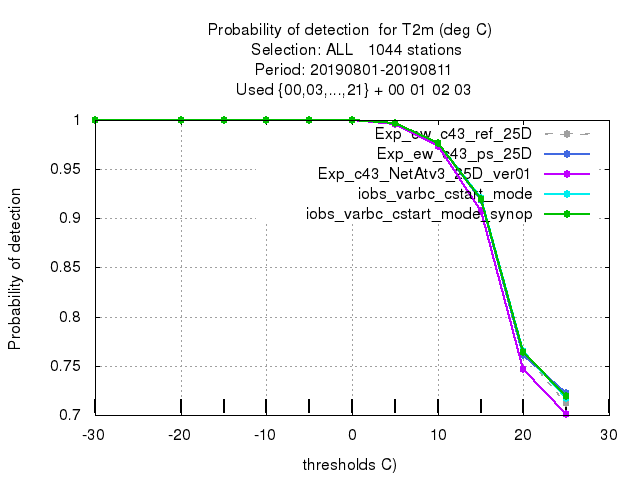 Probability of detection  for T2m (deg C)
Selection: ALL   1044 stations
Period: 20190801-20190811
Used {00,03,...,21} + 00 01 02 03
Probability of detection
1
0.95
0.9
0.85
0.8
0.75
0.7
Exp_ew_c43_ref_25D
Exp_ew_c43_ps_25D
Exp_c43_NetAtv3_25D_ver01
iobs_varbc_cstart_mode
iobs_varbc_cstart_mode_synop
-30 -20 -10 0 10 20 30
thresholds C)